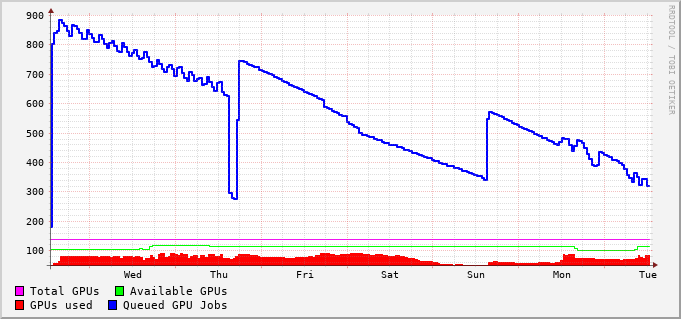 900
800
700
600
500
400
300
200
100
Wed Thu Fri Sat Sun Mon Tue
Total GPUs Available GPUs
GPUs used Queued GPU Jobs
RRDTOOL / TOBI OETIKER